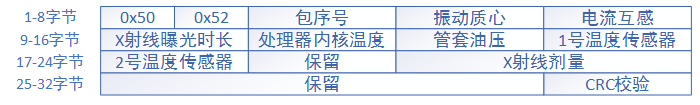 1-8字节 0x50 0x52 包序号 振动质心 电流互感
9-16字节 X射线曝光时长 处理器内核温度 管套油压 1号温度传感器
17-24字节 2号温度传感器 保留 X射线剂量
25-32字节 保留 CRC校验